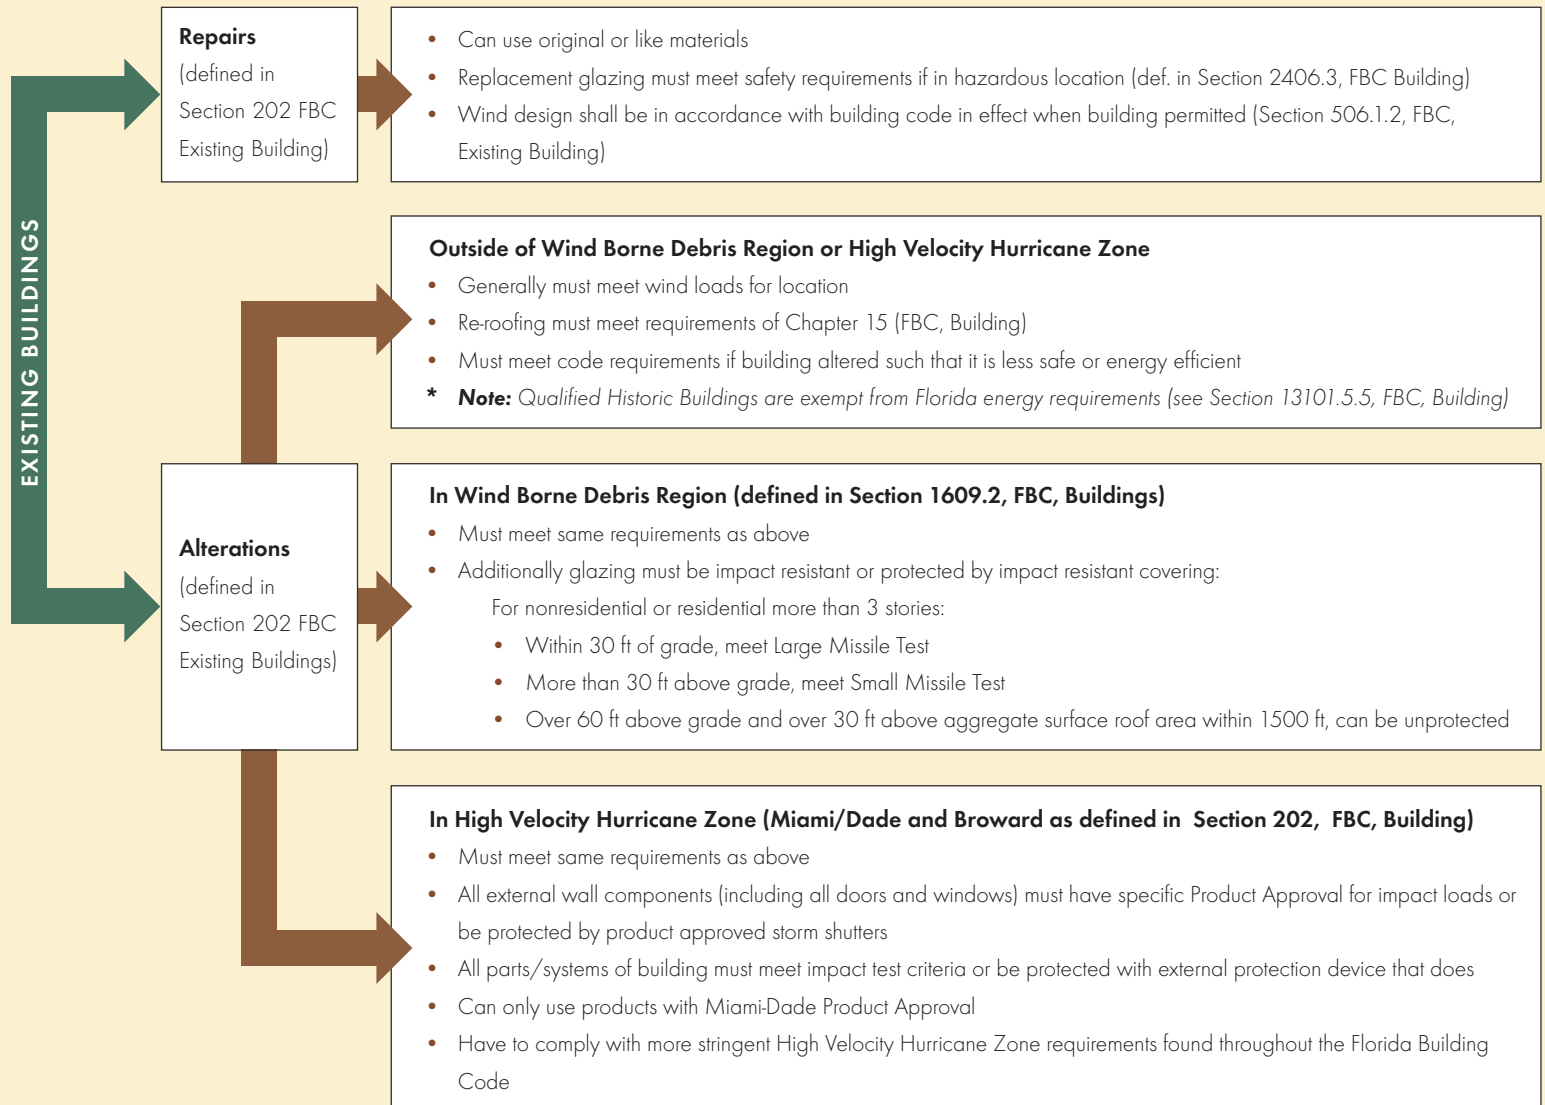 EXISTING BUILDINGS
Repairs
(defined in
Section 202 FBC
Existing Building)
• Can use original or like materials
• Replacement glazing must meet safety requirements if in hazardous location (def. in Section 2406.3, FBC Building)
• Wind design shall be in accordance with building code in effect when building permitted (Section 506.1.2, FBC,
Existing Building)
Outside of Wind Borne Debris Region or High Velocity Hurricane Zone
• Generally must meet wind loads for location
• Re-roofing must meet requirements of Chapter 15 (FBC, Building)
• Must meet code requirements if building altered such that it is less safe or energy efficient
* Note: Qualified Historic Buildings are exempt from Florida energy requirements (see Section 13101.5.5, FBC, Building)
Alterations
(defined in
Section 202 FBC
Existing Buildings)
In Wind Borne Debris Region (defined in Section 1609.2, FBC, Buildings)
• Must meet same requirements as above
• Additionally glazing must be impact resistant or protected by impact resistant covering:
For nonresidential or residential more than 3 stories:
• Within 30 ft of grade, meet Large Missile Test
• More than 30 ft above grade, meet Small Missile Test
• Over 60 ft above grade and over 30 ft above aggregate surface roof area within 1500 ft, can be unprotected
In High Velocity Hurricane Zone (Miami/Dade and Broward as defined in Section 202, FBC, Building)
• Must meet same requirements as above
• All external wall components (including all doors and windows) must have specific Product Approval for impact loads or
be protected by product approved storm shutters
• All parts/systems of building must meet impact test criteria or be protected with external protection device that does
• Can only use products with Miami-Dade Product Approval
• Have to comply with more stringent High Velocity Hurricane Zone requirements found throughout the Florida Building
Code